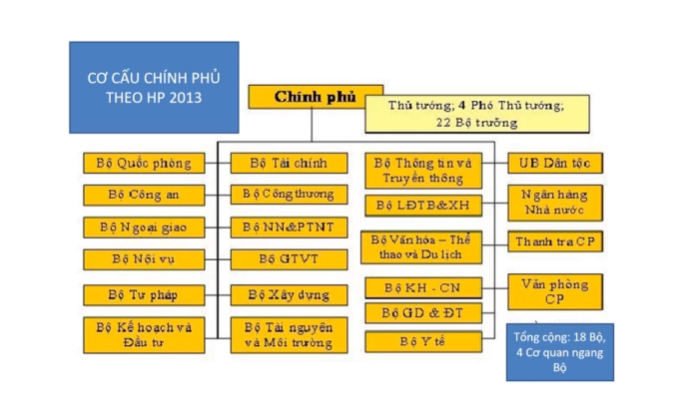 CƠ CẤU CHÍNH PHỦ
THEO HP 2013
Chính phủ
Thủ tướng; 4 Phó Thủ tướng;
22 Bộ trưởng
Bộ Quốc phòng
Bộ Công an
Bộ Ngoại giao
Bộ Nội vụ
Bộ Tư pháp
Bộ Kế hoạch và
Đầu tư
Bộ Tài chính
Bộ Công thương
Bộ NN&PTNT
Bộ GTVT
Bộ Xây dựng
Bộ Tài nguyên
và Môi trường
Bộ Thông tin và
Truyền thông
Bộ LĐTB&XH
Bộ Văn hóa – Thể
thao và Du lịch
Bộ KH - CN
Bộ GD & ĐT
Bộ Y tế
UB Dân tộc
Ngân hàng
Nhà nước
Thanh tra CP
Văn phòng
CP
Tổng cộng: 18 Bộ,
4 Cơ quan ngang
Bộ